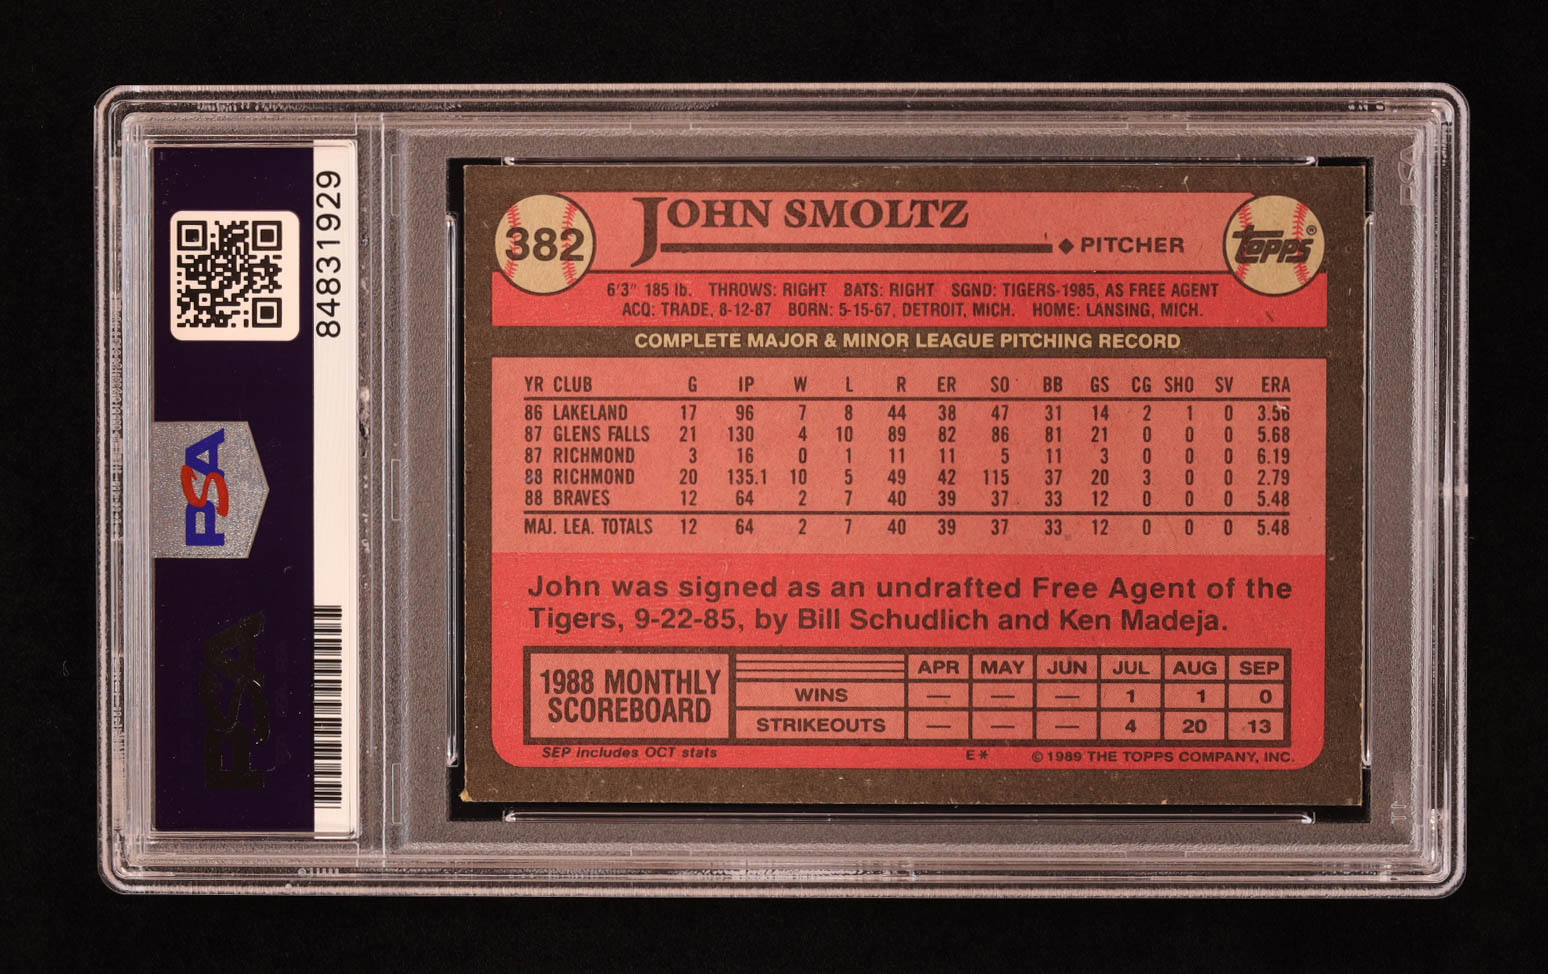 84831929
PSA
PSA
382
JOHN SMOLTZ
PITCHER
TOPPS®
6'3" 185 lb. THROWS: RIGHT BATS: RIGHT SGND: TIGERS-1985, AS FREE AGENT
ACQ: TRADE, 8-12-87 BORN: 5-15-67, DETROIT, MICH. HOME: LANSING, MICH.
COMPLETE MAJOR & MINOR LEAGUE PITCHING RECORD
YR CLUB G IP W L R ER SO BB GS CG SHO SV ERA
86 LAKELAND 17 96 7 8 44 38 47 31 14 2 1 0 3.56
87 GLENS FALLS 21 130 4 10 89 82 86 81 21 0 0 0 5.68
87 RICHMOND 3 16 0 1 11 11 5 11 3 0 0 0 6.19
88 RICHMOND 20 135.1 10 5 49 42 115 37 20 3 0 0 2.79
88 BRAVES 12 64 2 7 40 39 37 33 12 0 0 0 5.48
MAJ. LEA. TOTALS 12 64 2 7 40 39 37 33 12 0 0 0 5.48
John was signed as an undrafted Free Agent of the
Tigers, 9-22-85, by Bill Schudlich and Ken Madeja.
1988 MONTHLY
SCOREBOARD
APR MAY JUN JUL AUG SEP
WINS — — — 1 1 0
STRIKEOUTS — — — 4 20 13
SEP includes OCT stats
E* © 1989 THE TOPPS COMPANY, INC.
PSA